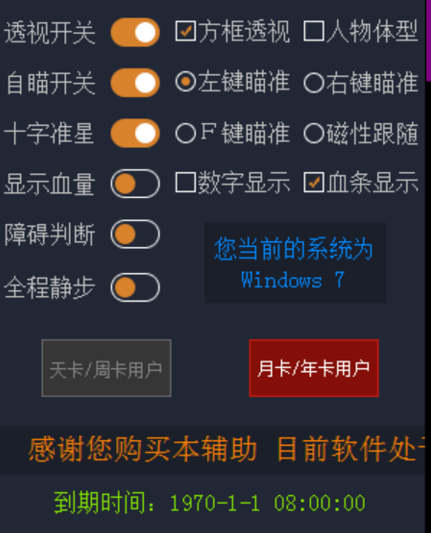 透视开关 方框透视 人物体型
自瞄开关 左键瞄准 右键瞄准
十字准星 F键瞄准 磁性跟随
显示血量 数字显示 血条显示
障碍判断
您当前的系统为
Windows 7
全程静步
天卡/周卡用户 月卡/年卡用户
感谢您购买本辅助 目前软件处
到期时间：1970-1-1 08:00:00